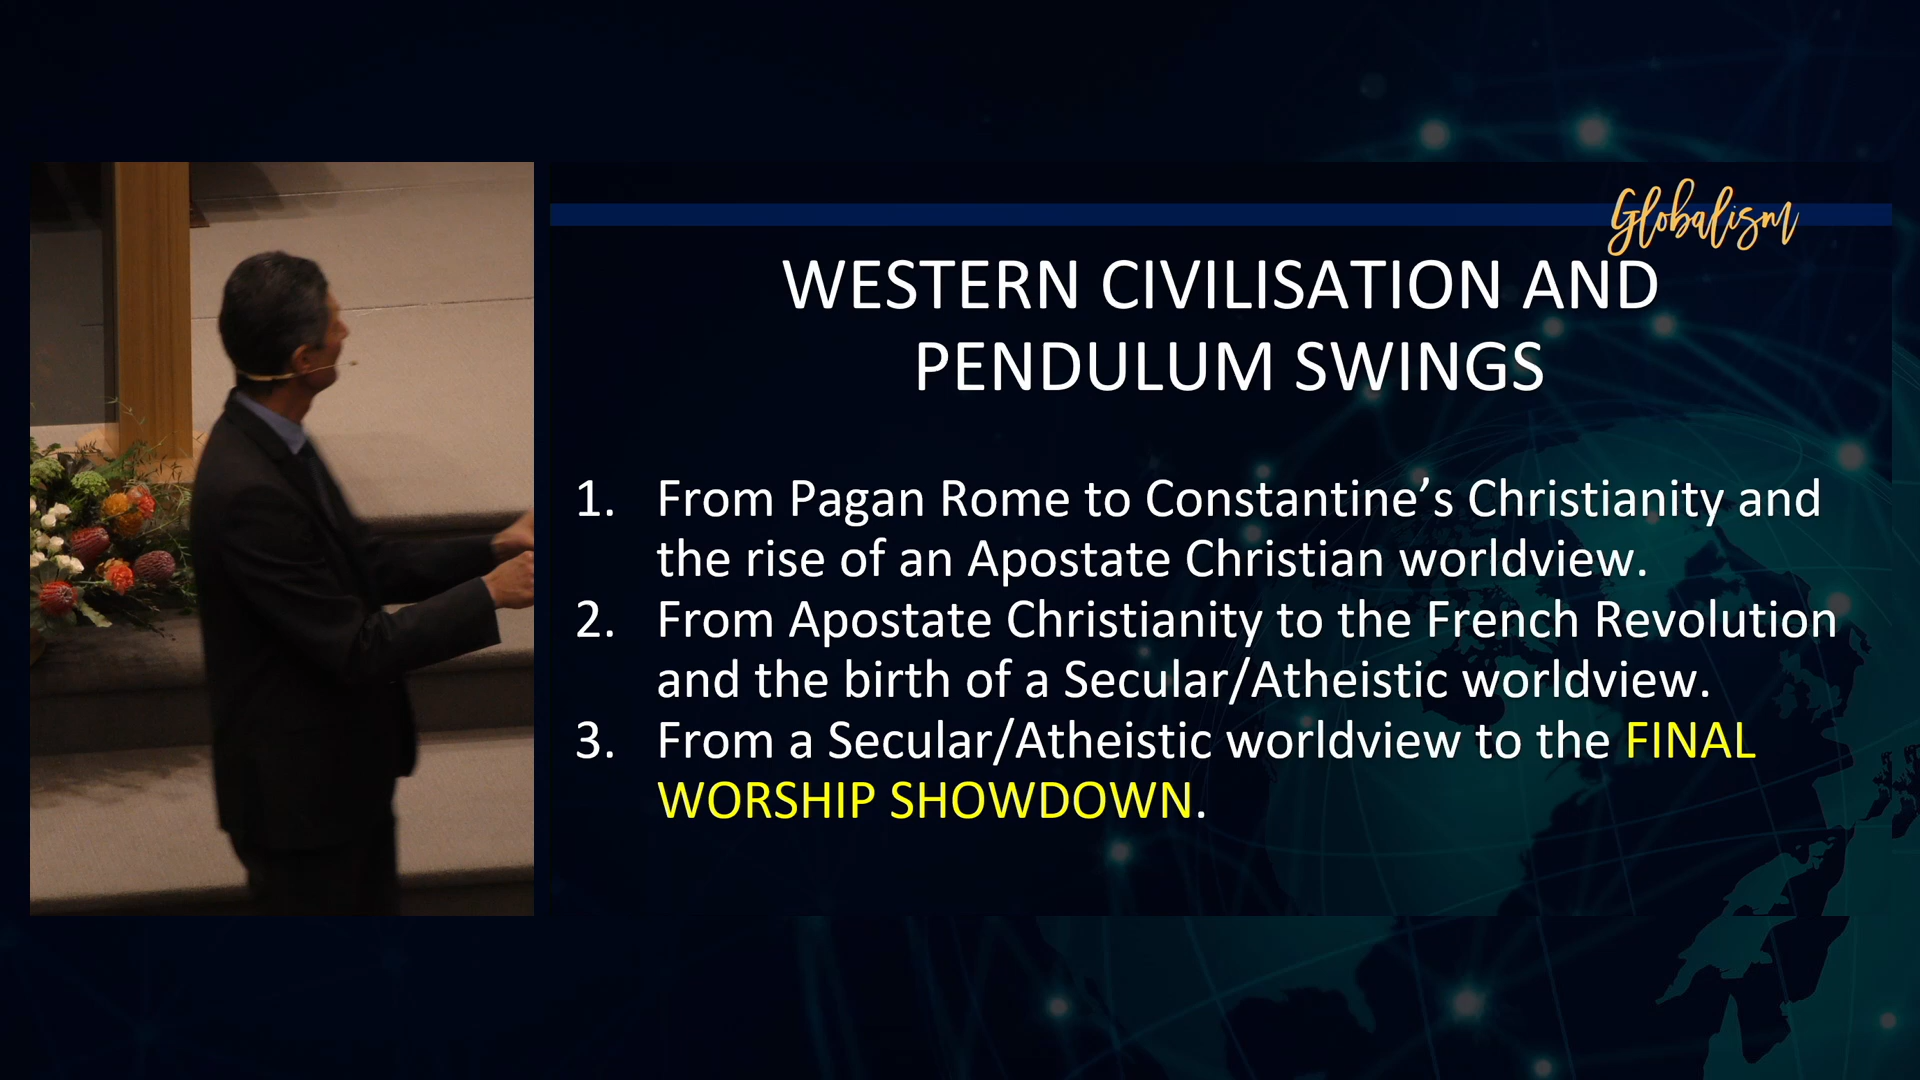 Globalism
WESTERN CIVILISATION AND
PENDULUM SWINGS
1. From Pagan Rome to Constantine’s Christianity and
the rise of an Apostate Christian worldview.
2. From Apostate Christianity to the French Revolution
and the birth of a Secular/Atheistic worldview.
3. From a Secular/Atheistic worldview to the FINAL
WORSHIP SHOWDOWN.